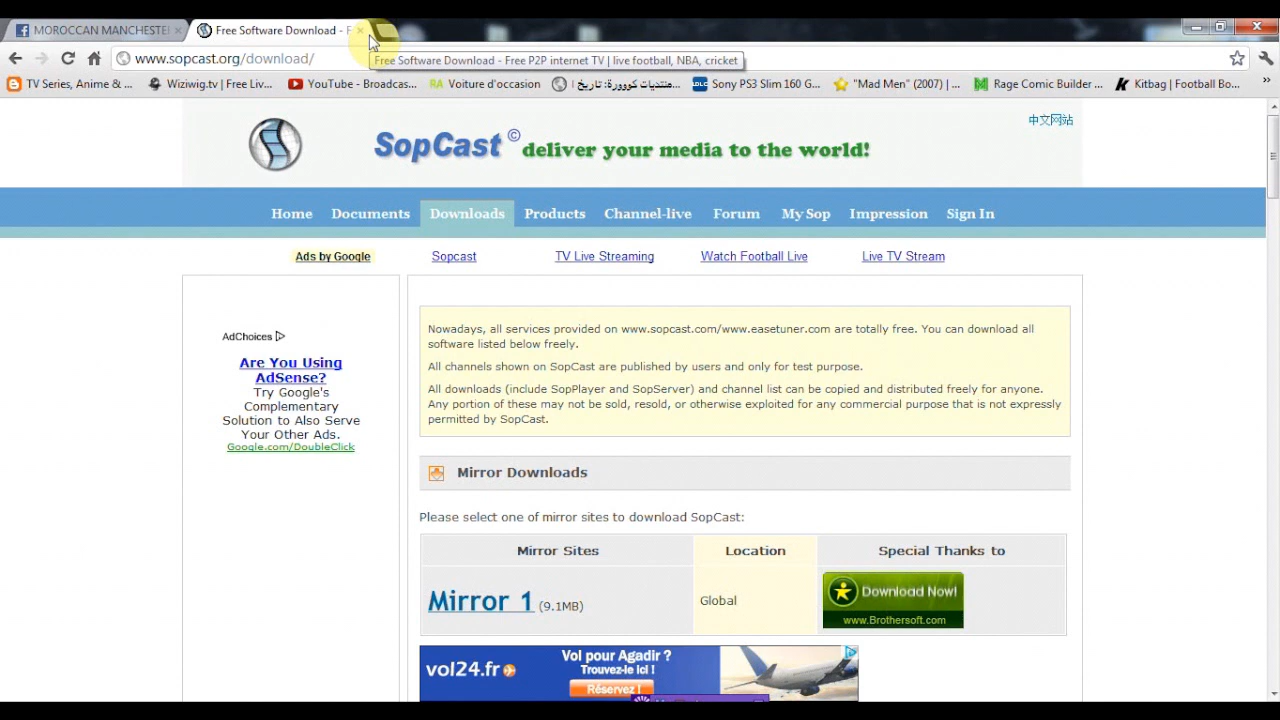 MOROCCAN MANCHESTE
Free Software Download - F
www.sopcast.org/download/
Free Software Download - Free P2P internet TV | live football, NBA, cricket
TV Series, Anime & ...
Wiziwig.tv | Free Liv...
YouTube - Broadcas...
RA Voiture d'occasion
منتديات كووورة: تاريخ | ...
LDLC Sony PS3 Slim 160 G...
"Mad Men" (2007) | ...
Rage Comic Builder ...
Kitbag | Football Bo...
中文网站
SopCast © deliver your media to the world!
Home Documents Downloads Products Channel-live Forum My Sop Impression Sign In
Ads by Google Sopcast TV Live Streaming Watch Football Live Live TV Stream
AdChoices
Are You Using
AdSense?
Try Google's
Complementary
Solution to Also Serve
Your Other Ads.
Google.com/DoubleClick
Nowadays, all services provided on www.sopcast.com/www.easetuner.com are totally free. You can download all
software listed below freely.
All channels shown on SopCast are published by users and only for test purpose.
All downloads (include SopPlayer and SopServer) and channel list can be copied and distributed freely for anyone.
Any portion of these may not be sold, resold, or otherwise exploited for any commercial purpose that is not expressly
permitted by SopCast.
Mirror Downloads
Please select one of mirror sites to download SopCast:
Mirror Sites Location Special Thanks to
Mirror 1 (9.1MB) Global
Download Now!
www.Brothersoft.com
vol24.fr
Vol pour Agadir ?
Trouvez-le ici !
Réservez !